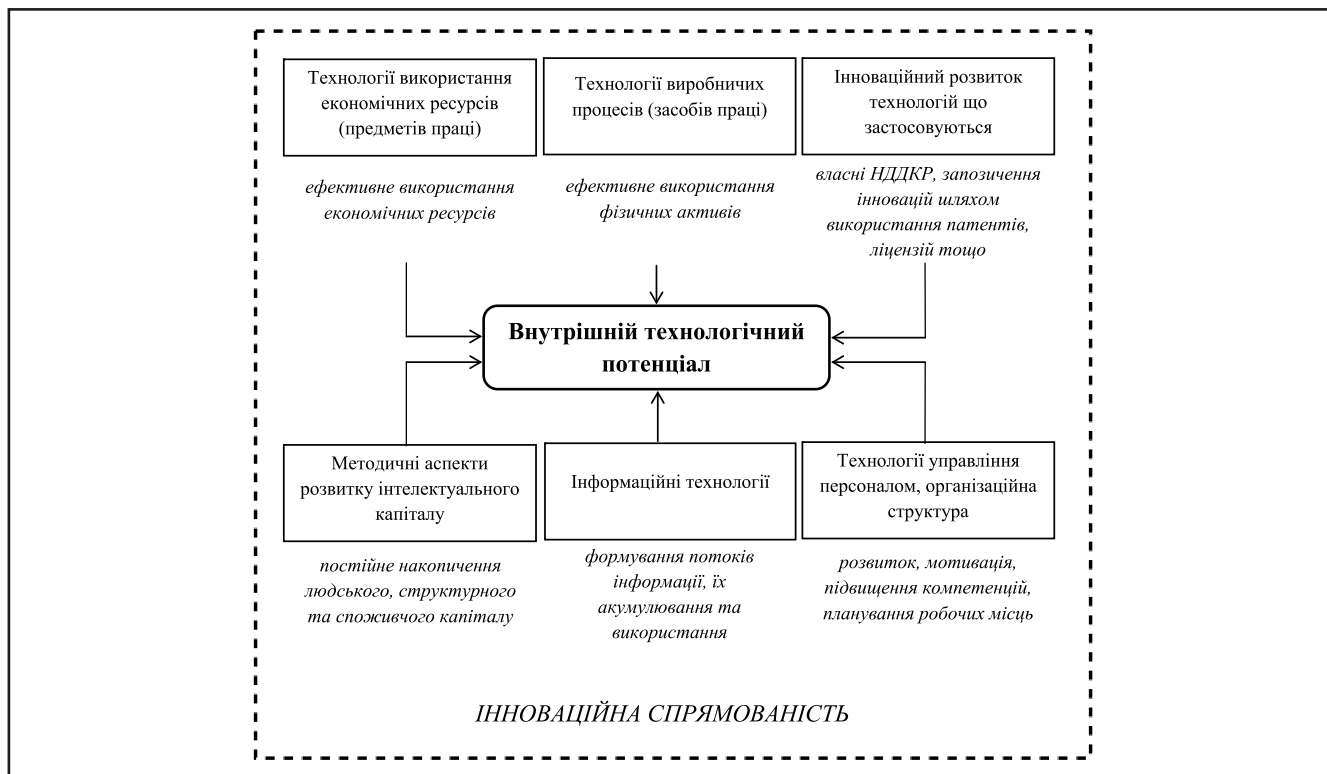 Технології використання
економічних ресурсів
(предметів праці)
ефективне використання
економічних ресурсів
Технології виробничих
процесів (засобів праці)
ефективне використання
фізичних активів
Інноваційний розвиток
технологій що
застосовуються
власні НДДКР, запозичення
інновацій шляхом
використання патентів,
ліцензій тощо
Внутрішній технологічний
потенціал
Методичні аспекти
розвитку інтелектуального
капіталу
постійне накопичення
людського, структурного
та споживчого капіталу
Інформаційні технології
формування потоків
інформації, їх
акумулювання та
використання
Технології управління
персоналом, організаційна
структура
розвиток, мотивація,
підвищення компетенцій,
планування робочих місць
ІННОВАЦІЙНА СПРЯМОВАНІСТЬ